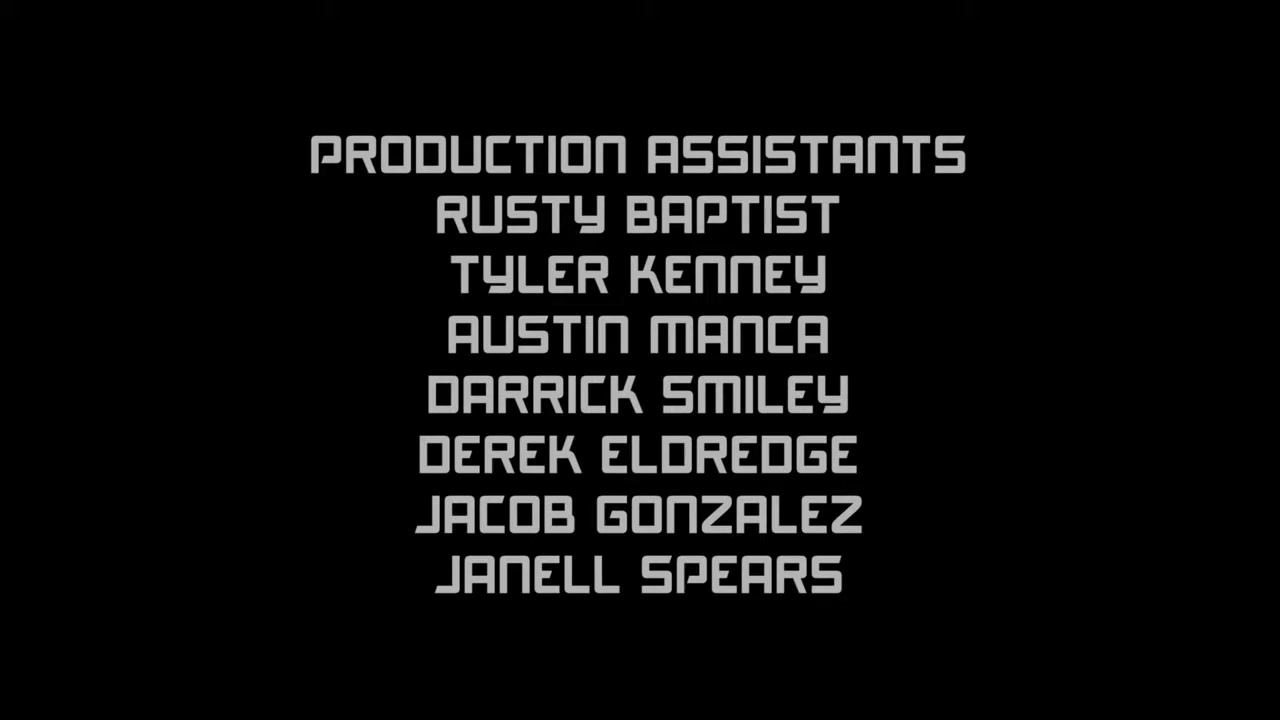 PRODUCTION ASSISTANTS
RUSTY BAPTIST
TYLER KENNEY
AUSTIN MANCA
DARRICK SMILEY
DEREK ELDREDGE
JACOB GONZALEZ
JANELL SPEARS